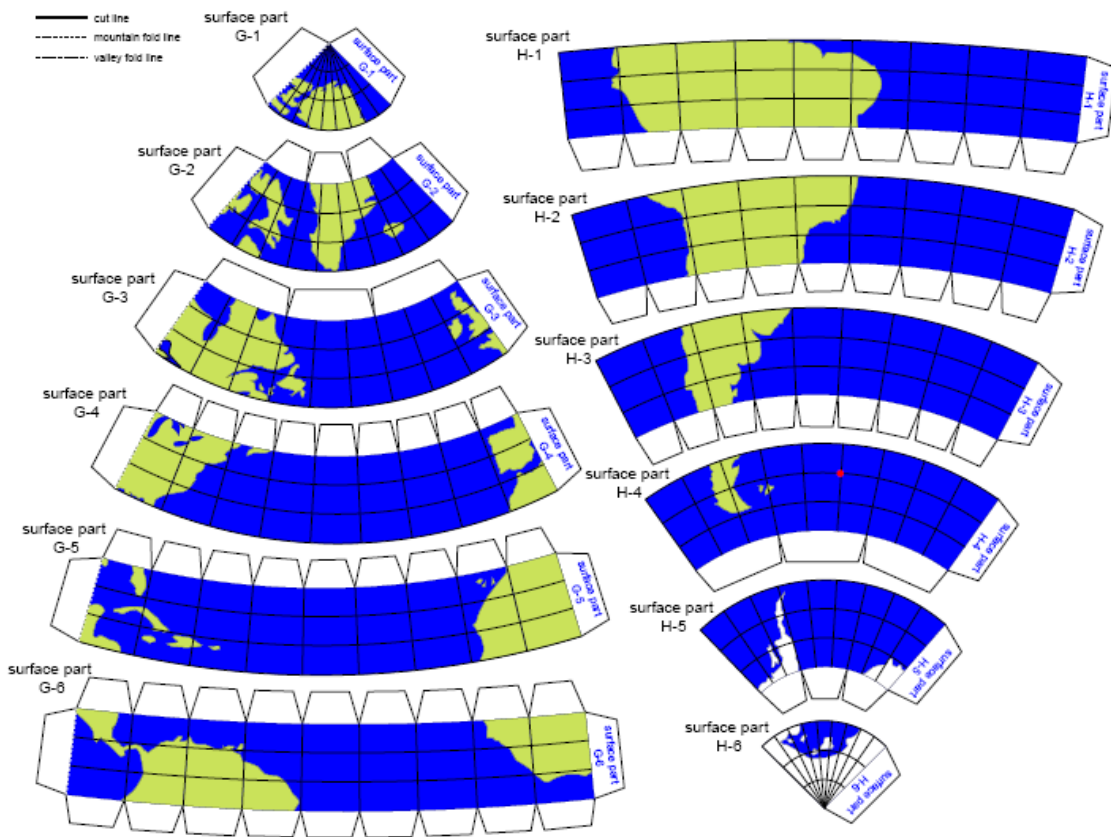 cut line
mountain fold line
valley fold line
surface part
G-1
surface part
G-1
surface part
G-2
surface part
G-2
surface part
G-3
surface part
G-3
surface part
G-4
surface part
G-4
surface part
G-5
surface part
G-5
surface part
G-6
surface part
G-6
surface part
H-1
surface part
H-1
surface part
H-2
surface part
H-2
surface part
H-3
surface part
H-3
surface part
H-4
surface part
H-4
surface part
H-5
surface part
H-5
surface part
H-6
surface part
H-6